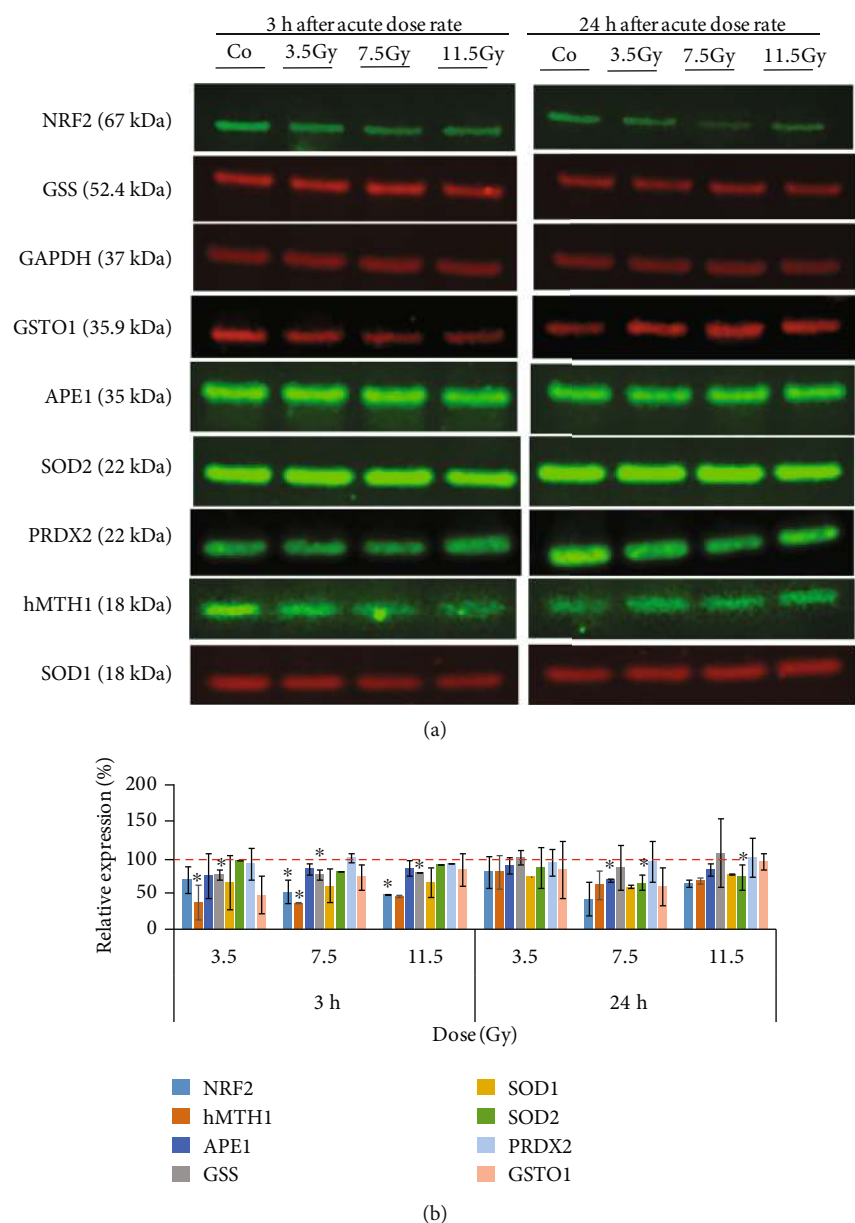 3 h after acute dose rate
24 h after acute dose rate
Co 3.5Gy 7.5Gy 11.5Gy
Co 3.5Gy 7.5Gy 11.5Gy
NRF2 (67 kDa)
GSS (52.4 kDa)
GAPDH (37 kDa)
GSTO1 (35.9 kDa)
APE1 (35 kDa)
SOD2 (22 kDa)
PRDX2 (22 kDa)
hMTH1 (18 kDa)
SOD1 (18 kDa)
(a)
Relative expression (%)
200
150
100
50
0
* * * * * * * * * * *
3.5 7.5 11.5 3.5 7.5 11.5
3 h 24 h
Dose (Gy)
NRF2
hMTH1
APE1
GSS
SOD1
SOD2
PRDX2
GSTO1
(b)